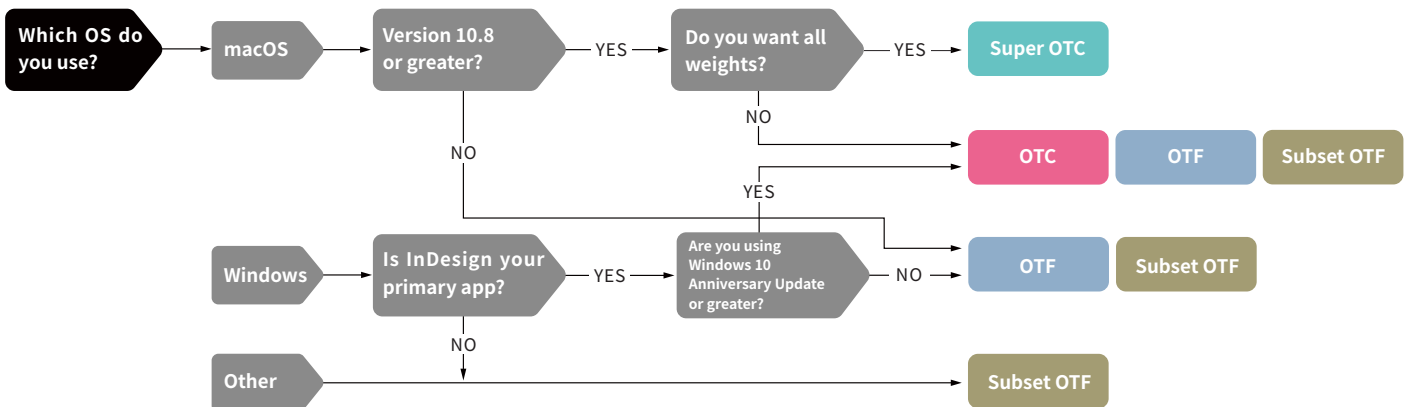 Which OS do
you use?
macOS
Version 10.8
or greater?
YES
Do you want all
weights?
YES
Super OTC
NO
OTC
OTF
Subset OTF
NO
YES
Windows
Is InDesign your
primary app?
YES
Are you using
Windows 10
Anniversary Update
or greater?
NO
OTF
Subset OTF
NO
Other
Subset OTF